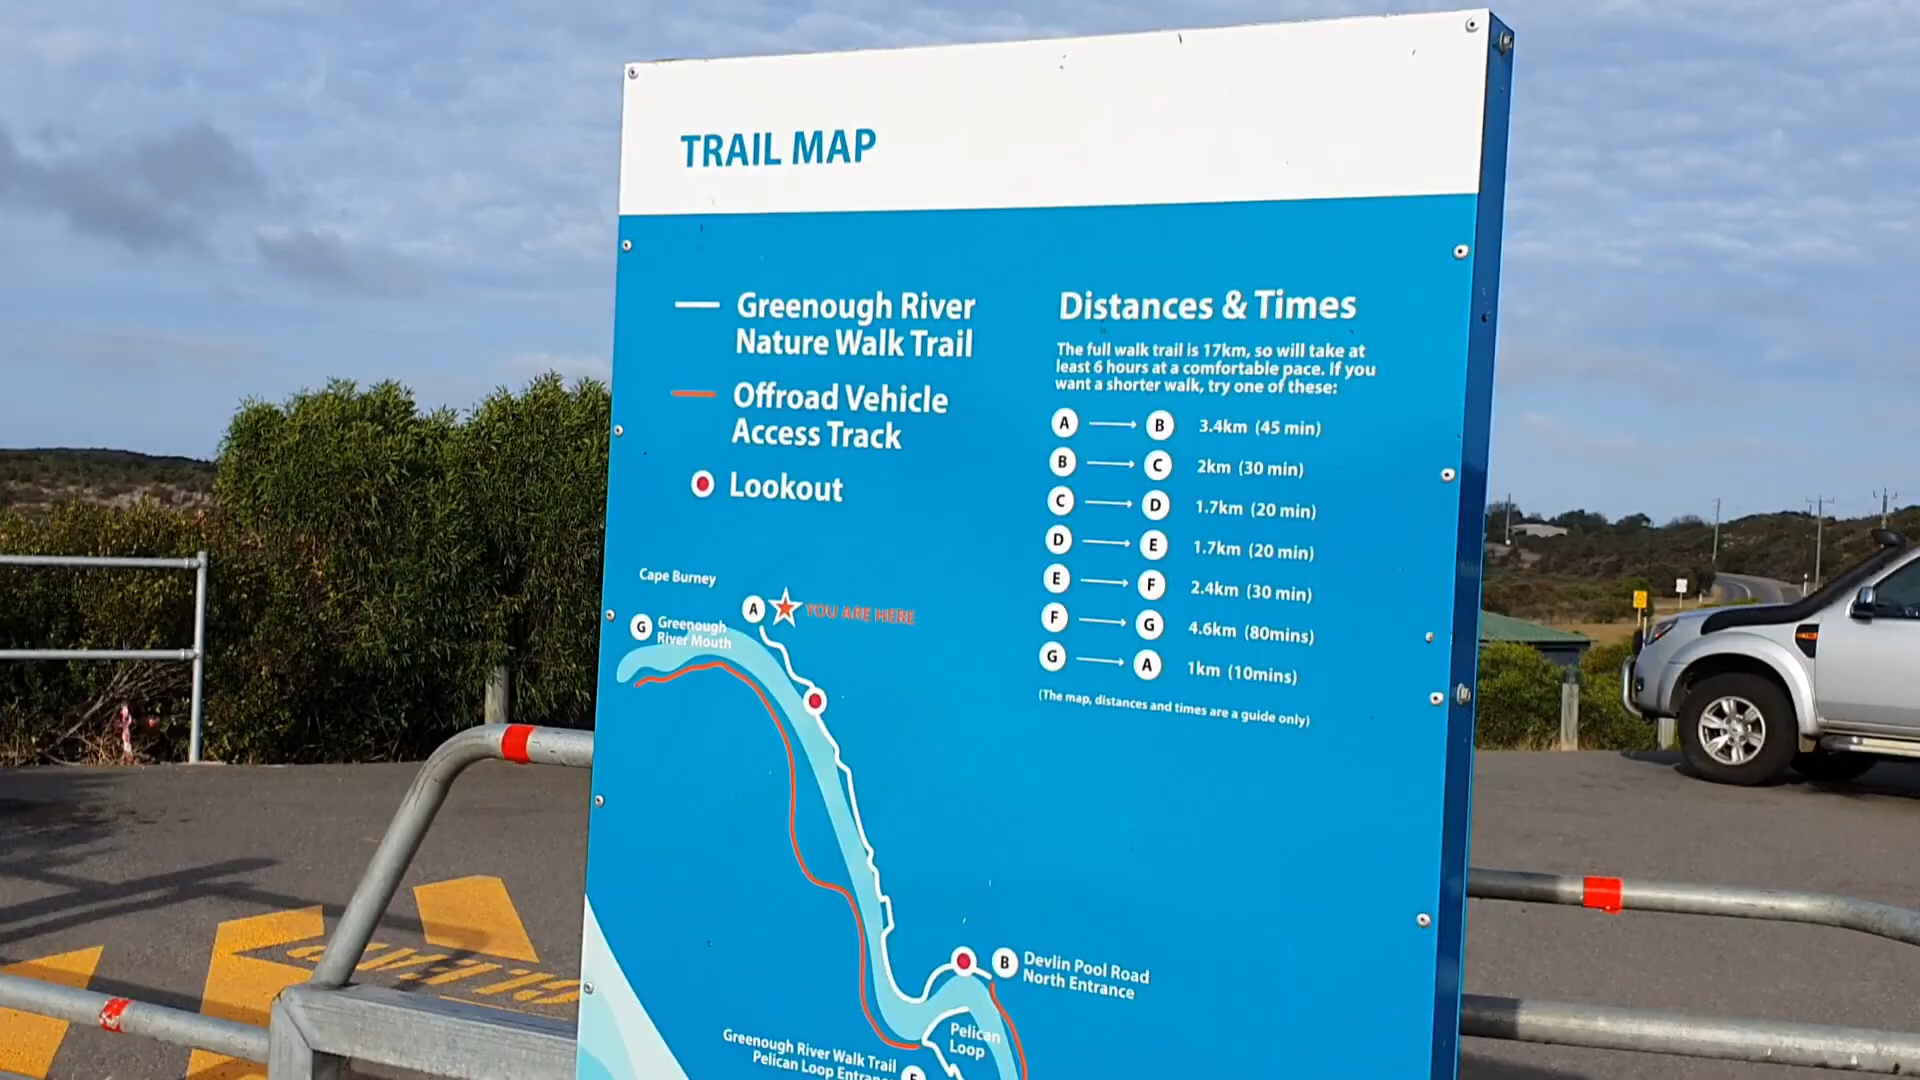 TRAIL MAP
Greenough River
Nature Walk Trail
Offroad Vehicle
Access Track
Lookout
Distances & Times
The full walk trail is 17km, so will take at
least 6 hours at a comfortable pace. If you
want a shorter walk, try one of these:
A → B 3.4km (45 min)
B → C 2km (30 min)
C → D 1.7km (20 min)
D → E 1.7km (20 min)
E → F 2.4km (30 min)
F → G 4.6km (80mins)
G → A 1km (10mins)
(The map, distances and times are a guide only)
Cape Burney
A YOU ARE HERE
G Greenough
River Mouth
B Devlin Pool Road
North Entrance
Pelican
Loop
Greenough River Walk Trail
Pelican Loop